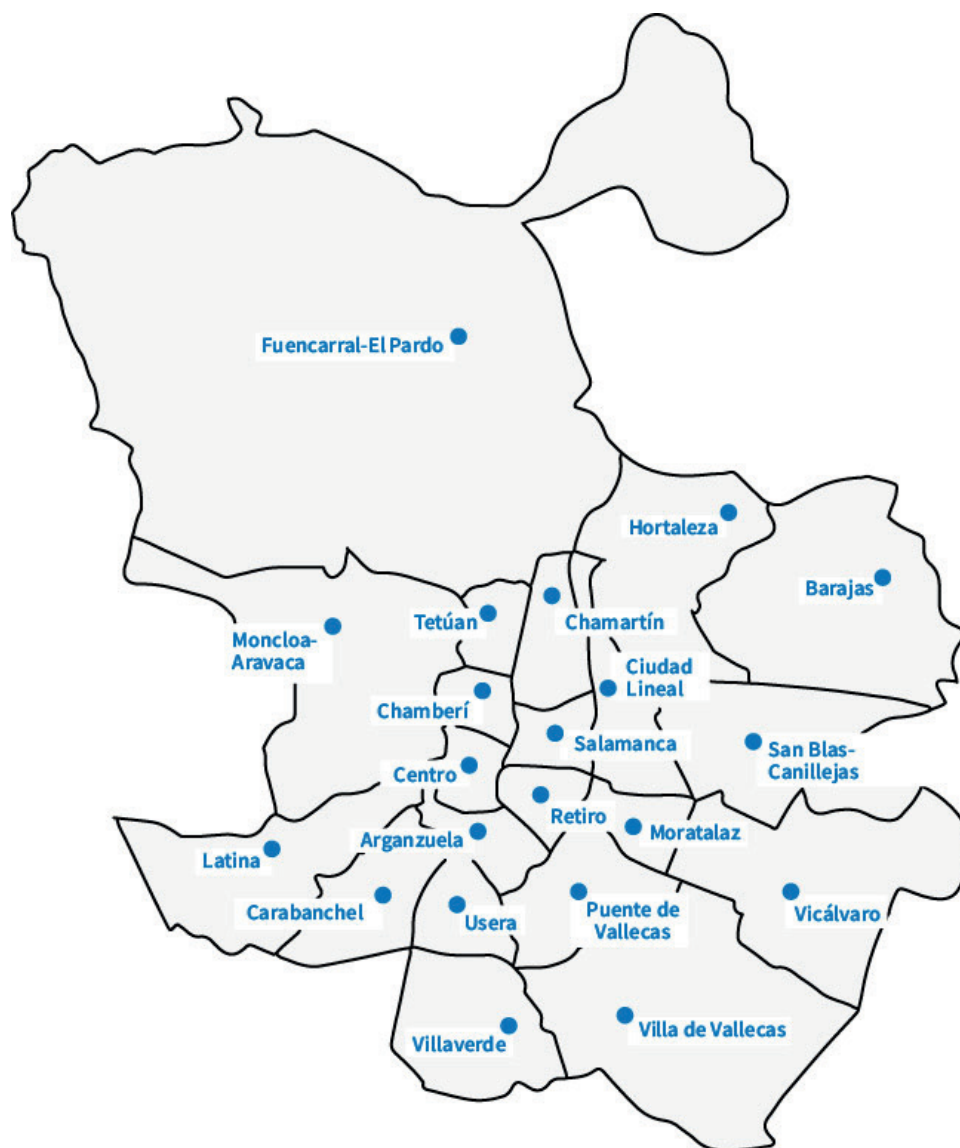 Fuencarral-El Pardo
Hortaleza
Barajas
Tetúan
Chamartín
Moncloa-
Aravaca
Ciudad
Lineal
Chamberí
Salamanca
San Blas-
Canillejas
Centro
Retiro
Moratalaz
Arganzuela
Latina
Carabanchel
Usera
Puente de
Vallecas
Vicálvaro
Villa de Vallecas
Villaverde